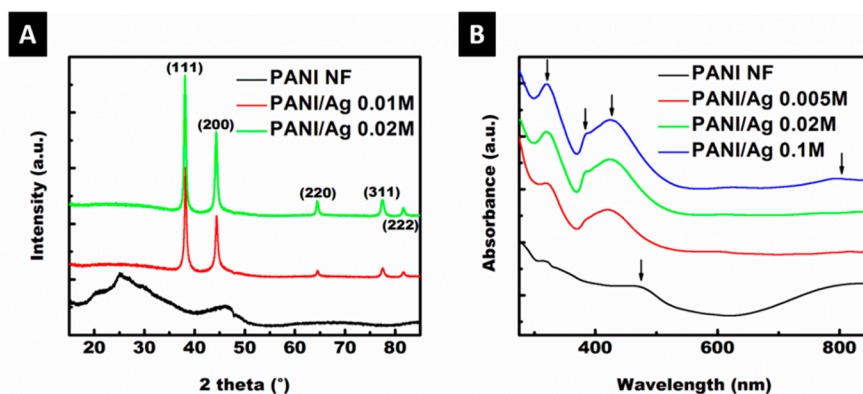 A
Intensity (a.u.)
(111)
(200)
(220)
(311)
(222)
PANI NF
PANI/Ag 0.01M
PANI/Ag 0.02M
20 30 40 50 60 70 80
2 theta (°)
B
Absorbance (a.u.)
PANI NF
PANI/Ag 0.005M
PANI/Ag 0.02M
PANI/Ag 0.1M
400 600 800
Wavelength (nm)